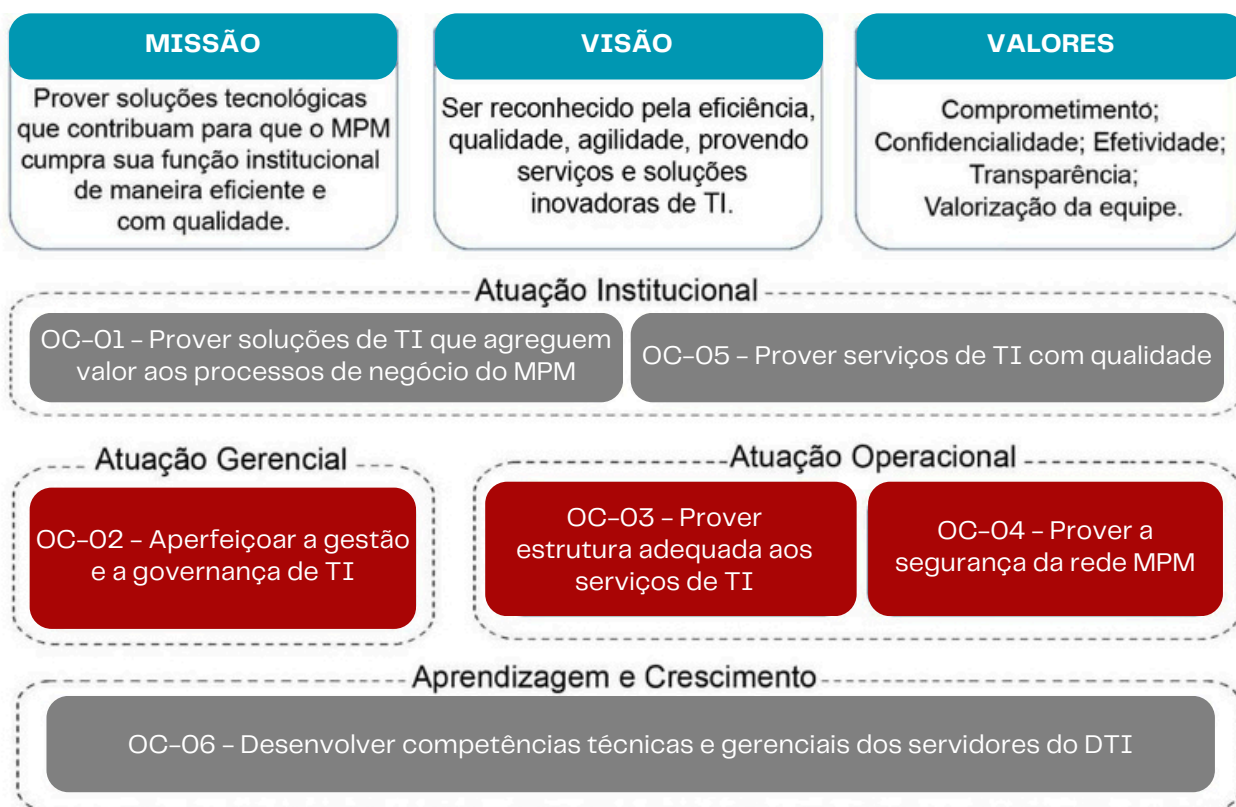 MISSÃO
Prover soluções tecnológicas
que contribuam para que o MPM
cumpra sua função institucional
de maneira eficiente e
com qualidade.
VISÃO
Ser reconhecido pela eficiência,
qualidade, agilidade, provendo
serviços e soluções
inovadoras de TI.
VALORES
Comprometimento;
Confidencialidade; Efetividade;
Transparência;
Valorização da equipe.
Atuação Institucional
OC-01 - Prover soluções de TI que agreguem
valor aos processos de negócio do MPM
OC-05 - Prover serviços de TI com qualidade
Atuação Gerencial
OC-02 - Aperfeiçoar a gestão
e a governança de TI
Atuação Operacional
OC-03 - Prover
estrutura adequada aos
serviços de TI
OC-04 - Prover a
segurança da rede MPM
Aprendizagem e Crescimento
OC-06 - Desenvolver competências técnicas e gerenciais dos servidores do DTI